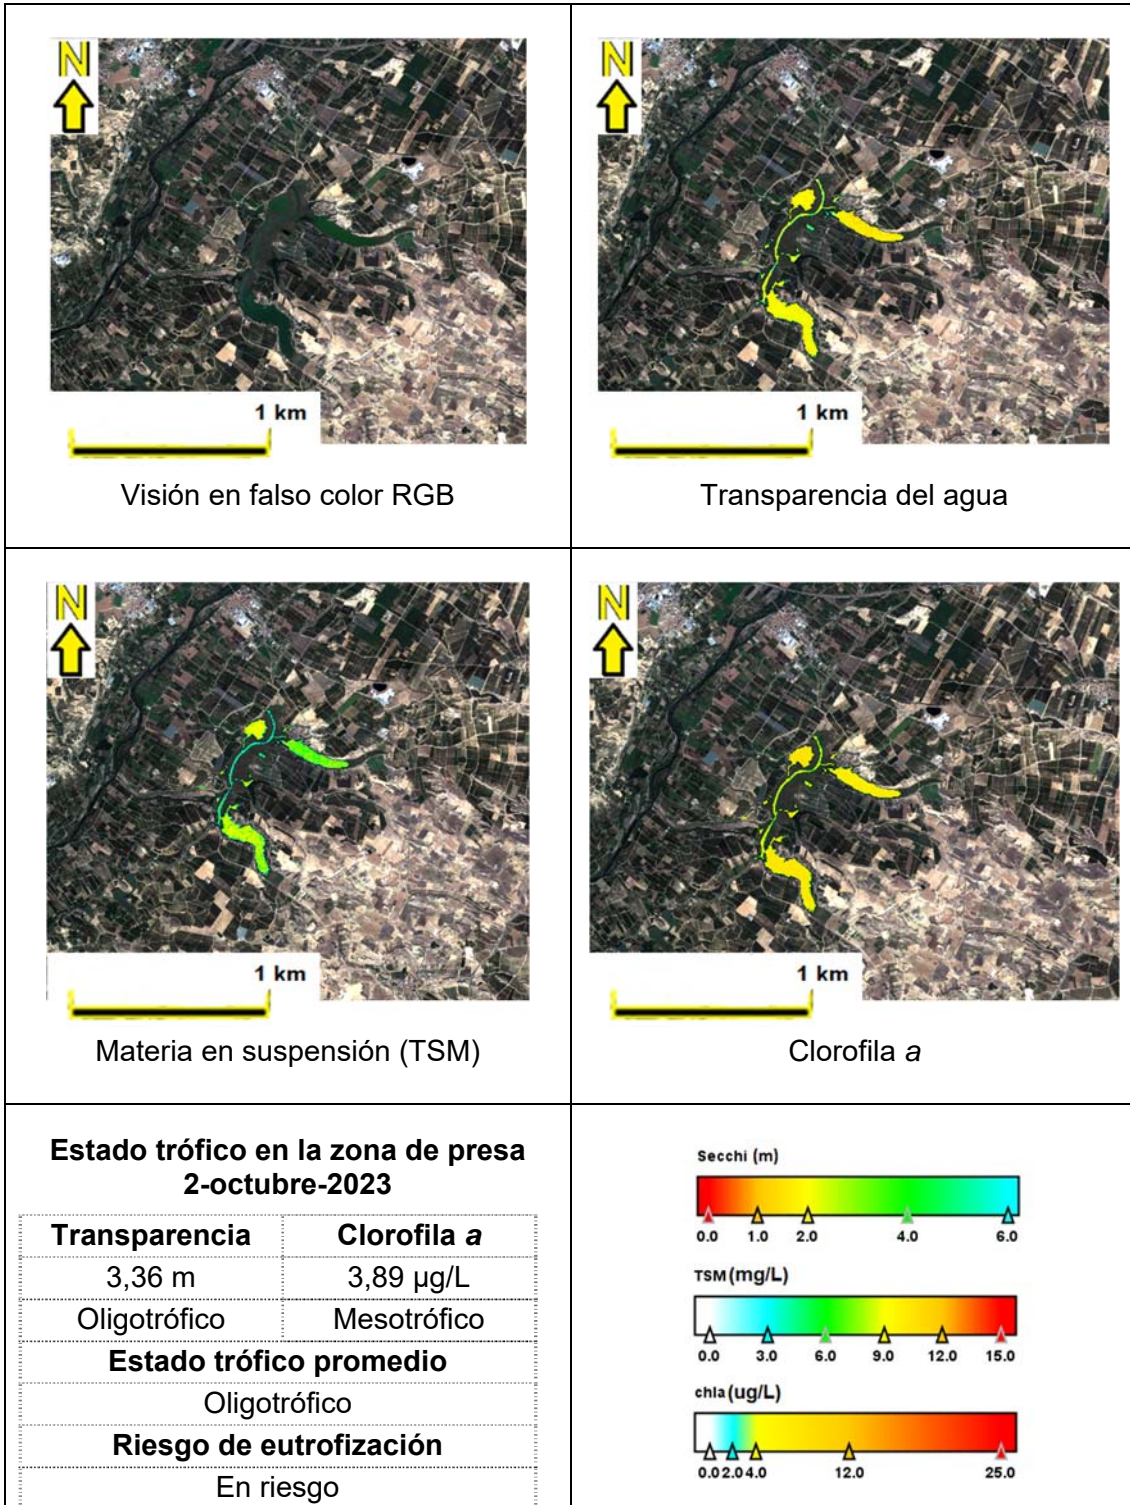 N
1 km
Visión en falso color RGB
N
1 km
Transparencia del agua
N
1 km
Materia en suspensión (TSM)
N
1 km
Clorofila a
Estado trófico en la zona de presa
2-octubre-2023
Transparencia Clorofila a
3,36 m 3,89 µg/L
Oligotrófico Mesotrófico
Estado trófico promedio
Oligotrófico
Riesgo de eutrofización
En riesgo
Secchi (m)
0.0 1.0 2.0 4.0 6.0
TSM (mg/L)
0.0 3.0 6.0 9.0 12.0 15.0
chla (ug/L)
0.0 2.0 4.0 12.0 25.0